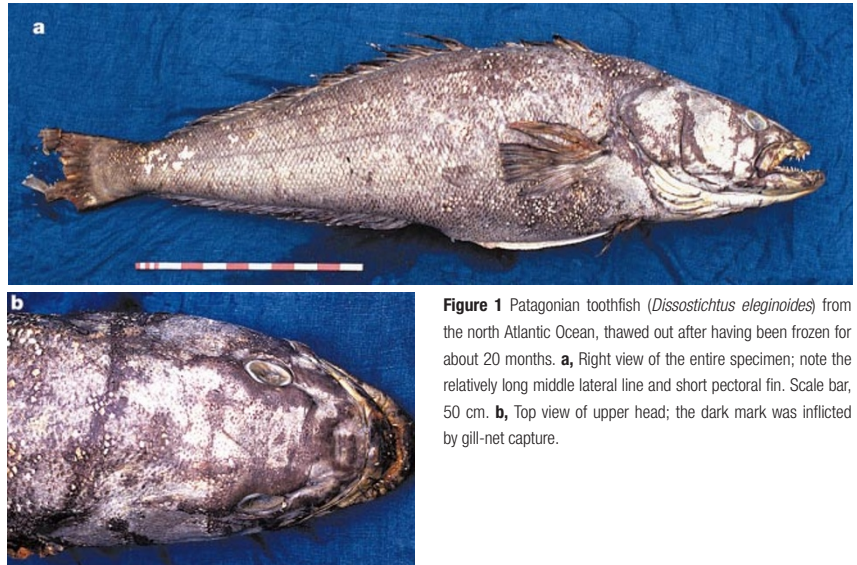 a
b
Figure 1 Patagonian toothfish (Dissostichtus eleginoides) from
the north Atlantic Ocean, thawed out after having been frozen for
about 20 months. a, Right view of the entire specimen; note the
relatively long middle lateral line and short pectoral fin. Scale bar,
50 cm. b, Top view of upper head; the dark mark was inflicted
by gill-net capture.